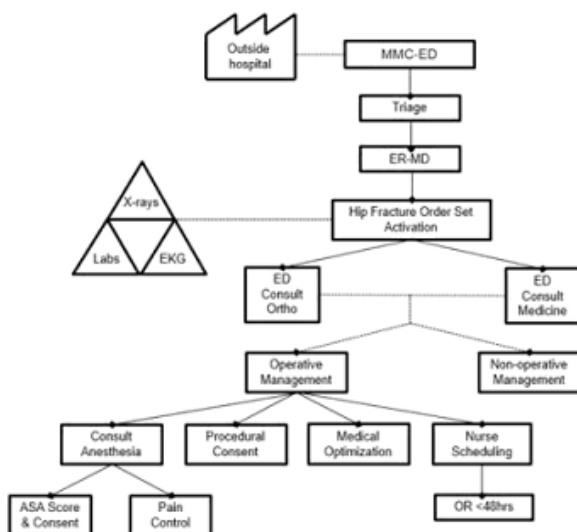 Outside
hospital
MMC-ED
Triage
ER-MD
X-rays
Labs
EKG
Hip Fracture Order Set
Activation
ED
Consult
Ortho
ED
Consult
Medicine
Operative
Management
Non-operative
Management
Consult
Anesthesia
Procedural
Consent
Medical
Optimization
Nurse
Scheduling
ASA Score
& Consent
Pain
Control
OR <48hrs